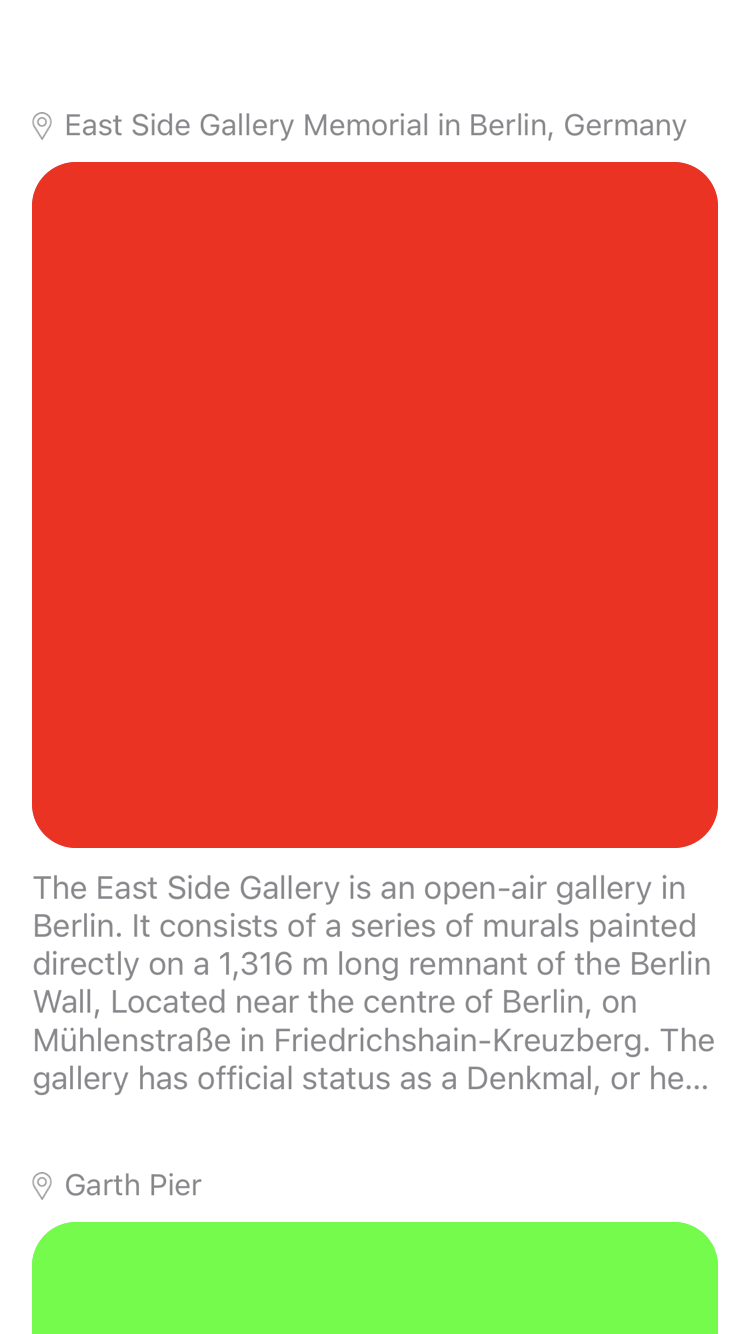 East Side Gallery Memorial in Berlin, Germany
The East Side Gallery is an open-air gallery in
Berlin. It consists of a series of murals painted
directly on a 1,316 m long remnant of the Berlin
Wall, Located near the centre of Berlin, on
Mühlenstraße in Friedrichshain-Kreuzberg. The
gallery has official status as a Denkmal, or he...
Garth Pier